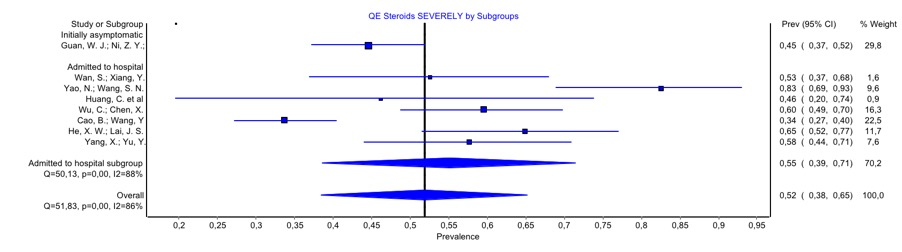 QE Steroids SEVERELY by Subgroups
Study or Subgroup Prev (95% CI) % Weight
Initially asymptomatic
Guan, W. J.; Ni, Z. Y.; 0,45 ( 0,37, 0,52) 29,8
Admitted to hospital
Wan, S.; Xiang, Y. 0,53 ( 0,37, 0,68) 1,6
Yao, N.; Wang, S. N. 0,83 ( 0,69, 0,93) 9,6
Huang, C. et al 0,46 ( 0,20, 0,74) 0,9
Wu, C.; Chen, X. 0,60 ( 0,49, 0,70) 16,3
Cao, B.; Wang, Y 0,34 ( 0,27, 0,40) 22,5
He, X. W.; Lai, J. S. 0,65 ( 0,52, 0,77) 11,7
Yang, X.; Yu, Y. 0,58 ( 0,44, 0,71) 7,6
Admitted to hospital subgroup 0,55 ( 0,39, 0,71) 70,2
Q=50,13, p=0,00, I2=88%
Overall 0,52 ( 0,38, 0,65) 100,0
Q=51,83, p=0,00, I2=86%
0,2 0,3 0,4 0,45 0,5 0,55 0,6 0,65 0,7 0,75 0,8 0,85 0,9 0,95
Prevalence